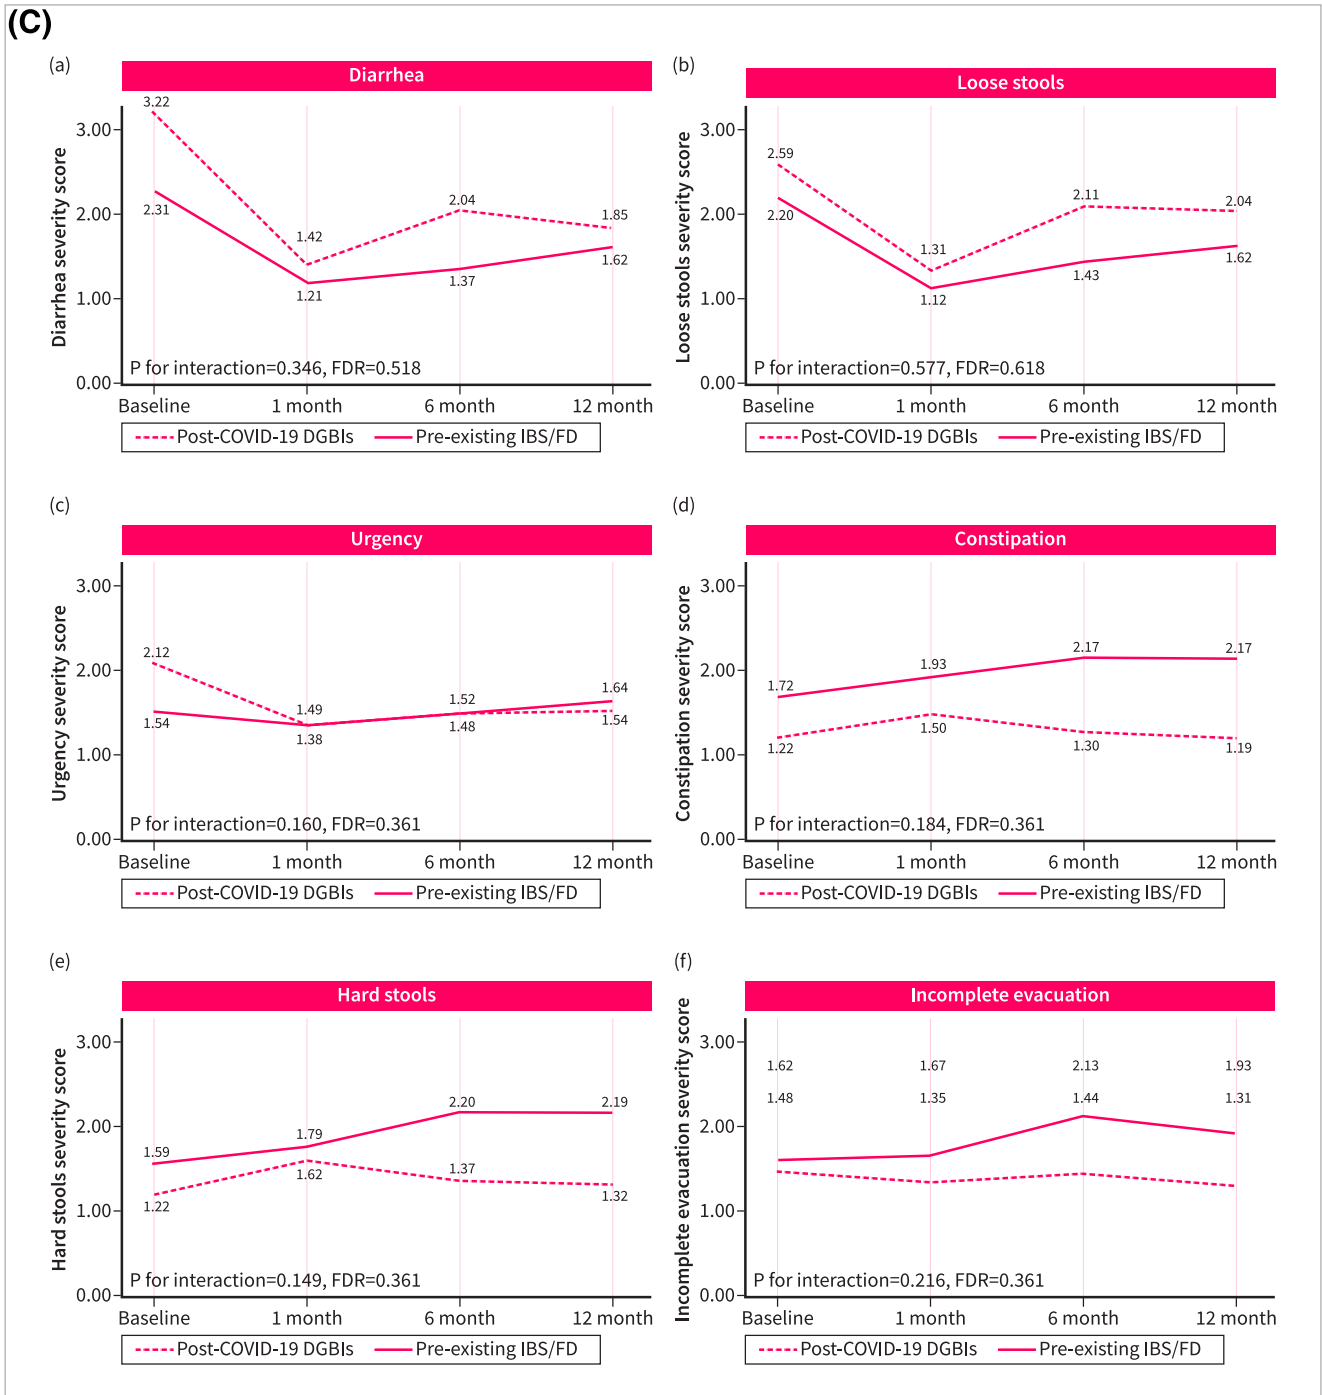 (C)
(a)
Diarrhea
Diarrhea severity score
3.00
2.00
1.00
0.00
3.22
2.31
1.42
1.21
2.04
1.37
1.85
1.62
P for interaction=0.346, FDR=0.518
Baseline 1 month 6 month 12 month
Post-COVID-19 DGBIs Pre-existing IBS/FD
(b)
Loose stools
Loose stools severity score
3.00
2.00
1.00
0.00
2.59
2.20
1.31
1.12
2.11
1.43
2.04
1.62
P for interaction=0.577, FDR=0.618
Baseline 1 month 6 month 12 month
Post-COVID-19 DGBIs Pre-existing IBS/FD
(c)
Urgency
Urgency severity score
3.00
2.00
1.00
0.00
2.12
1.54
1.49
1.38
1.52
1.48
1.64
1.54
P for interaction=0.160, FDR=0.361
Baseline 1 month 6 month 12 month
Post-COVID-19 DGBIs Pre-existing IBS/FD
(d)
Constipation
Constipation severity score
3.00
2.00
1.00
0.00
1.72
1.22
1.93
1.50
2.17
1.30
2.17
1.19
P for interaction=0.184, FDR=0.361
Baseline 1 month 6 month 12 month
Post-COVID-19 DGBIs Pre-existing IBS/FD
(e)
Hard stools
Hard stools severity score
3.00
2.00
1.00
0.00
1.59
1.22
1.79
1.62
2.20
1.37
2.19
1.32
P for interaction=0.149, FDR=0.361
Baseline 1 month 6 month 12 month
Post-COVID-19 DGBIs Pre-existing IBS/FD
(f)
Incomplete evacuation
Incomplete evacuation severity score
3.00
2.00
1.00
0.00
1.62 1.67 2.13 1.93
1.48 1.35 1.44 1.31
P for interaction=0.216, FDR=0.361
Baseline 1 month 6 month 12 month
Post-COVID-19 DGBIs Pre-existing IBS/FD